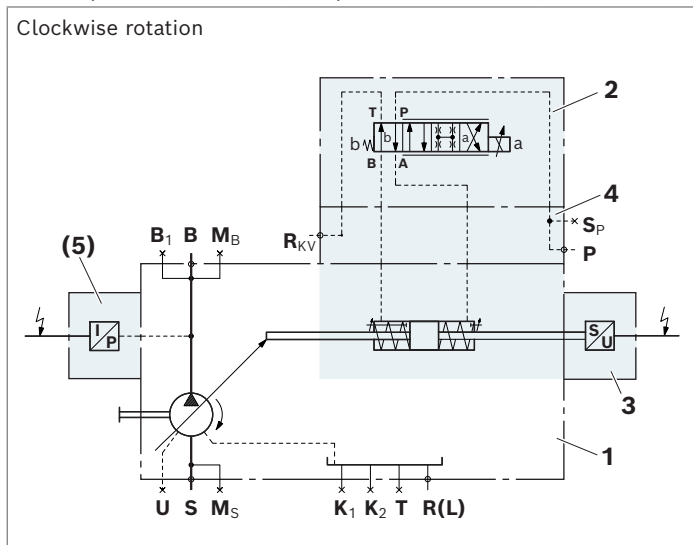 Clockwise rotation
2
T P
b b a a
B A
4
S_P
R_KV
P
B₁ B M_B
(5)
I
P
S
U
3
1
U S M_S
K₁ K₂ T R(L)